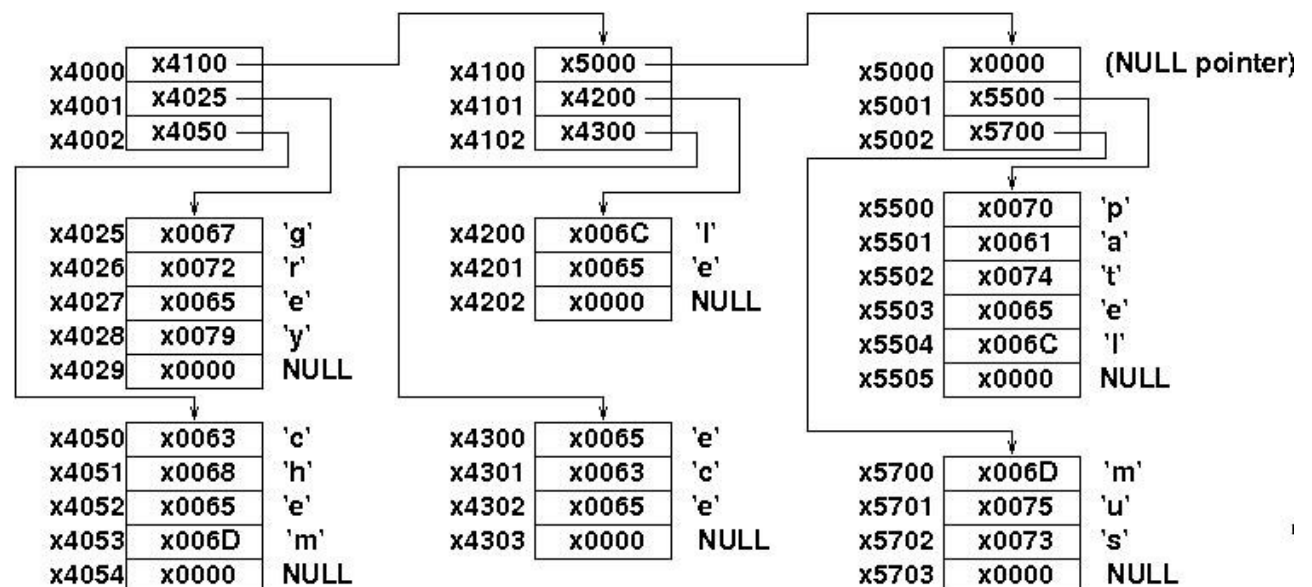 x4000 x4100
x4001 x4025
x4002 x4050
x4100 x5000
x4101 x4200
x4102 x4300
x5000 x0000 (NULL pointer)
x5001 x5500
x5002 x5700
x4025 x0067 'g'
x4026 x0072 'r'
x4027 x0065 'e'
x4028 x0079 'y'
x4029 x0000 NULL
x4200 x006C 'l'
x4201 x0065 'e'
x4202 x0000 NULL
x5500 x0070 'p'
x5501 x0061 'a'
x5502 x0074 't'
x5503 x0065 'e'
x5504 x006C 'l'
x5505 x0000 NULL
x4050 x0063 'c'
x4051 x0068 'h'
x4052 x0065 'e'
x4053 x006D 'm'
x4054 x0000 NULL
x4300 x0065 'e'
x4301 x0063 'c'
x4302 x0065 'e'
x4303 x0000 NULL
x5700 x006D 'm'
x5701 x0075 'u'
x5702 x0073 's'
x5703 x0000 NULL